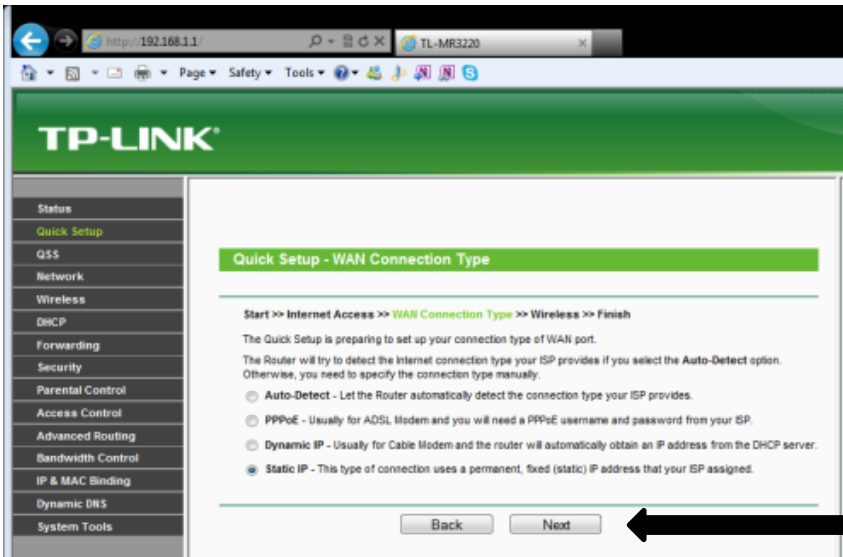 http://192.168.1.1/
TL-MR3220
Page Safety Tools
TP-LINK®
Status
Quick Setup
QSS
Network
Wireless
DHCP
Forwarding
Security
Parental Control
Access Control
Advanced Routing
Bandwidth Control
IP & MAC Binding
Dynamic DNS
System Tools
Quick Setup - WAN Connection Type
Start >> Internet Access >> WAN Connection Type >> Wireless >> Finish
The Quick Setup is preparing to set up your connection type of WAN port.
The Router will try to detect the Internet connection type your ISP provides if you select the Auto-Detect option.
Otherwise, you need to specify the connection type manually.
Auto-Detect - Let the Router automatically detect the connection type your ISP provides.
PPPoE - Usually for ADSL Modem and you will need a PPPoE username and password from your ISP.
Dynamic IP - Usually for Cable Modem and the router will automatically obtain an IP address from the DHCP server.
Static IP - This type of connection uses a permanent, fixed (static) IP address that your ISP assigned.
Back Next